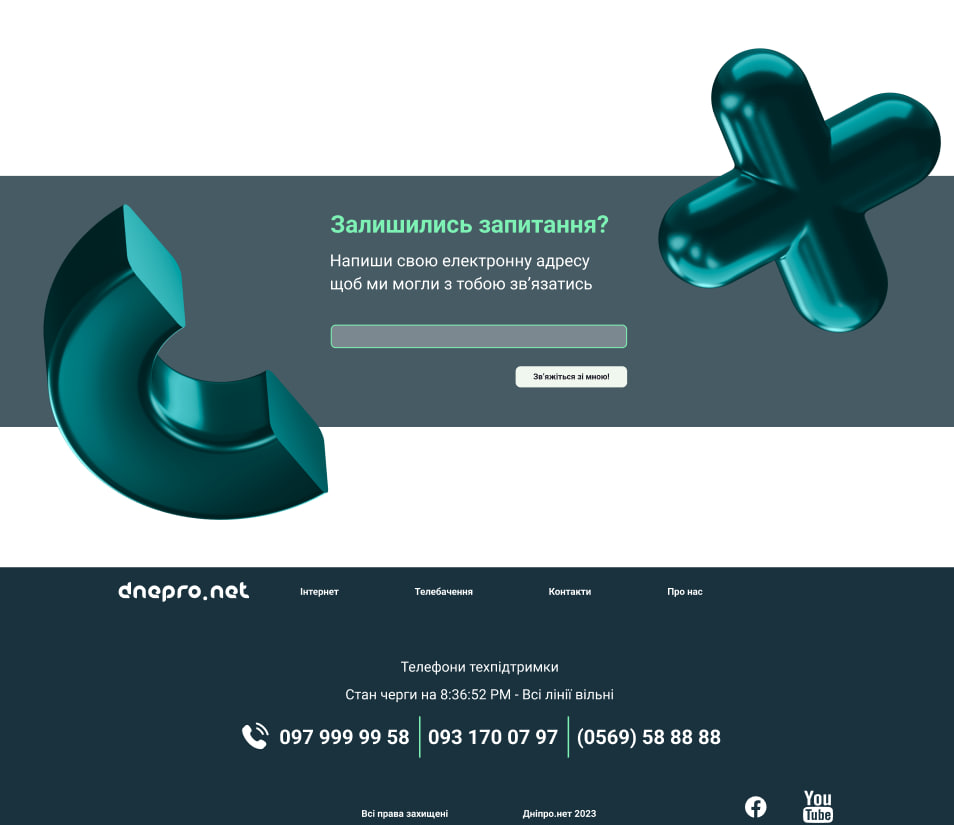 Залишились запитання?
Напиши свою електронну адресу
щоб ми могли з тобою зв’язатись
Зв'яжіться зі мною!
dnepro.net
Інтернет
Телебачення
Контакти
Про нас
Телефони техпідтримки
Стан черги на 8:36:52 PM - Всі лінії вільні
097 999 99 58
093 170 07 97
(0569) 58 88 88
Всі права захищені
Дніпро.нет 2023
You
Tube